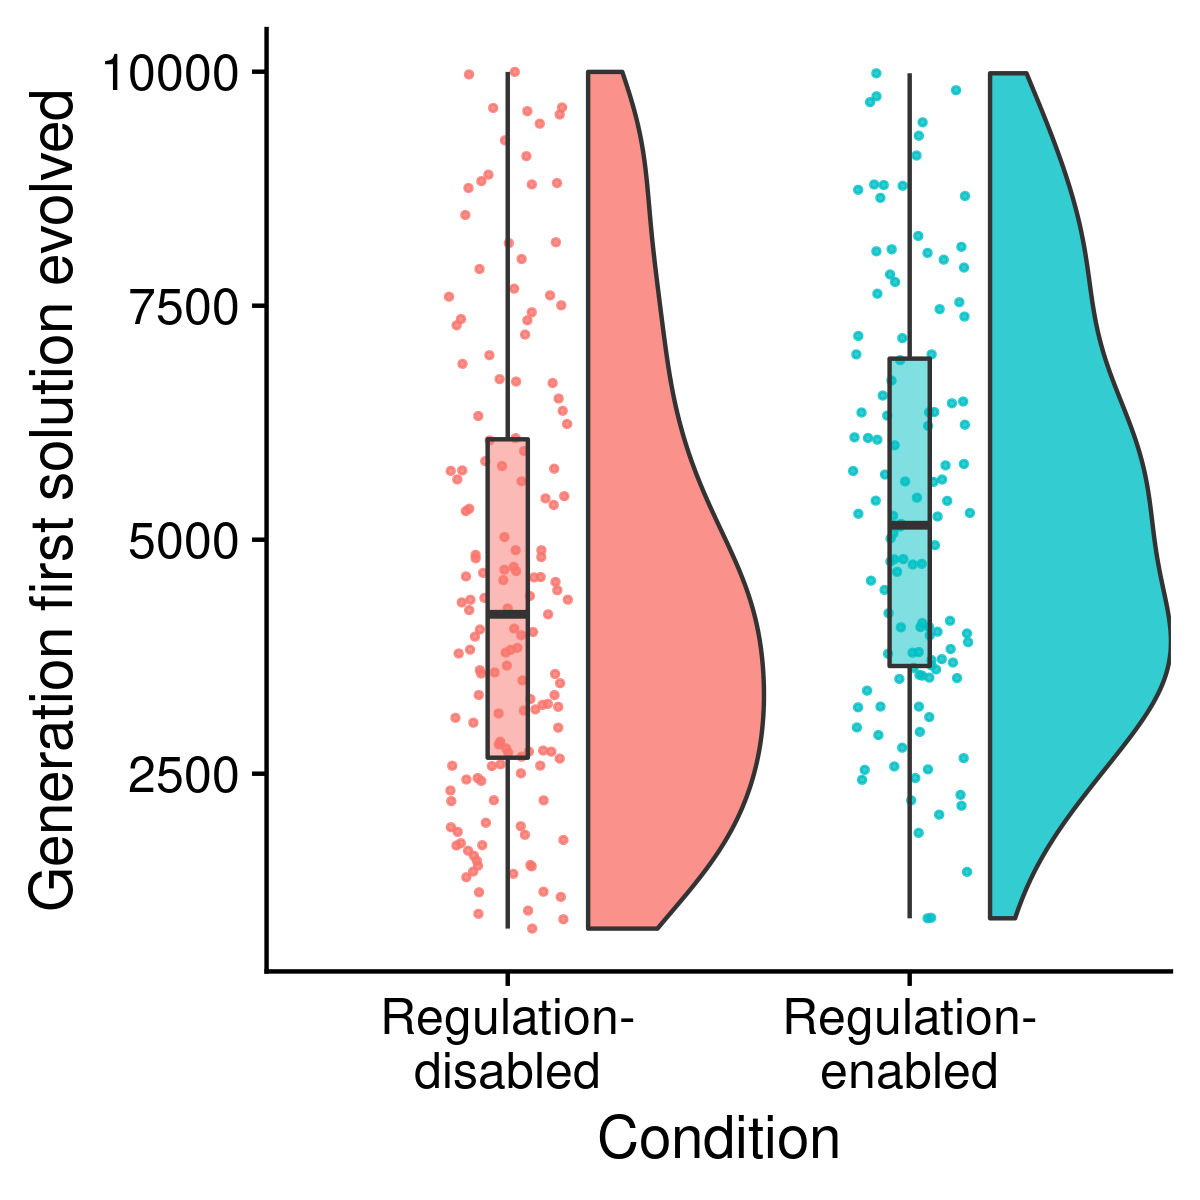 Generation first solution evolved
10000
7500
5000
2500
Regulation-
disabled
Regulation-
enabled
Condition